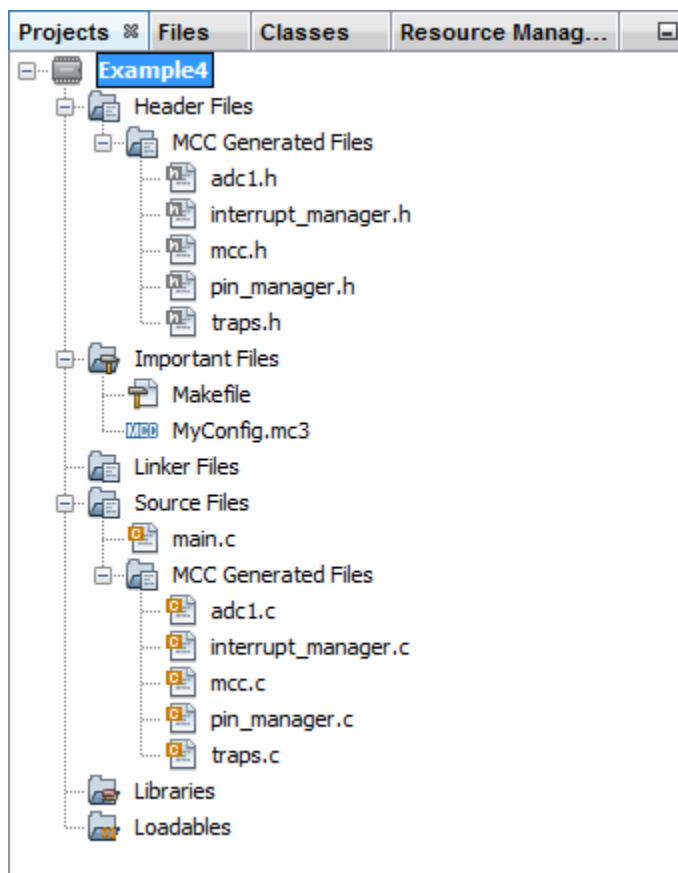 Projects Files Classes Resource Manag...
Example4
Header Files
MCC Generated Files
adc1.h
interrupt_manager.h
mcc.h
pin_manager.h
traps.h
Important Files
Makefile
MCC MyConfig.mc3
Linker Files
Source Files
main.c
MCC Generated Files
adc1.c
interrupt_manager.c
mcc.c
pin_manager.c
traps.c
Libraries
Loadables